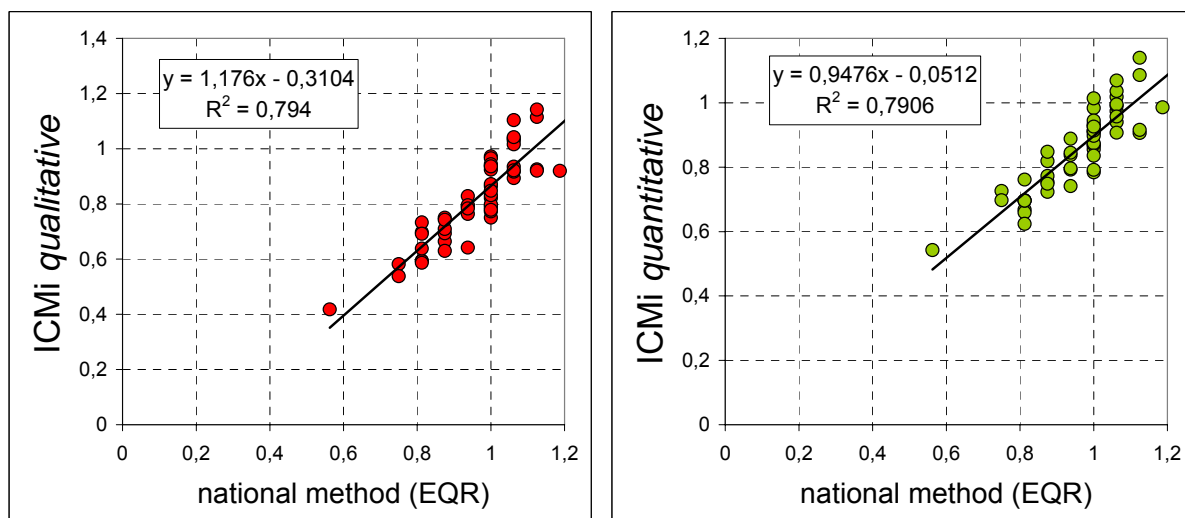 1,4
1,2
1
0,8
0,6
0,4
0,2
0
y = 1,176x - 0,3104
R² = 0,794
ICMi qualitative
0 0,2 0,4 0,6 0,8 1 1,2
national method (EQR)
1,2
1
0,8
0,6
0,4
0,2
0
y = 0,9476x - 0,0512
R² = 0,7906
ICMi quantitative
0 0,2 0,4 0,6 0,8 1 1,2
national method (EQR)